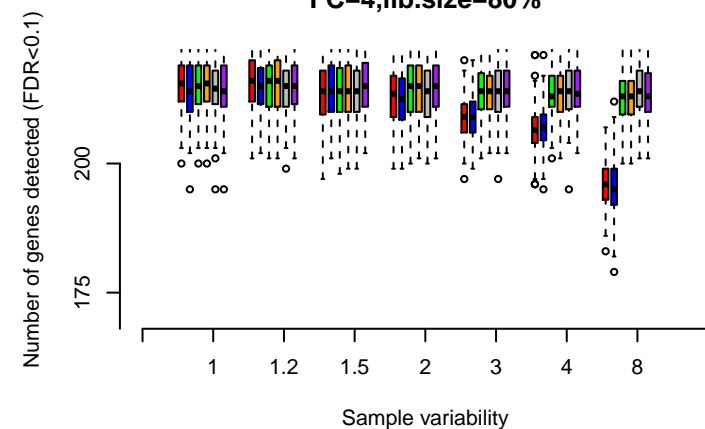 FC=4,lib.size=80%
Number of genes detected (FDR<0.1)
200
175
1 1.2 1.5 2 3 4 8
Sample variability